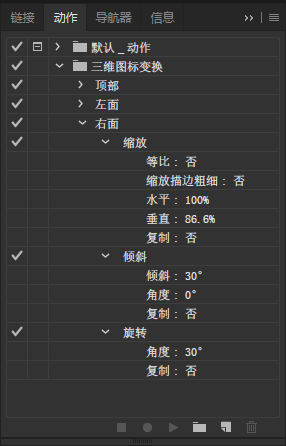 链接 动作 导航器 信息
默认_动作
三维图标变换
顶部
左面
右面
缩放
等比： 否
缩放描边粗细： 否
水平： 100%
垂直： 86.6%
复制： 否
倾斜
倾斜： 30°
角度： 0°
复制： 否
旋转
角度： 30°
复制： 否